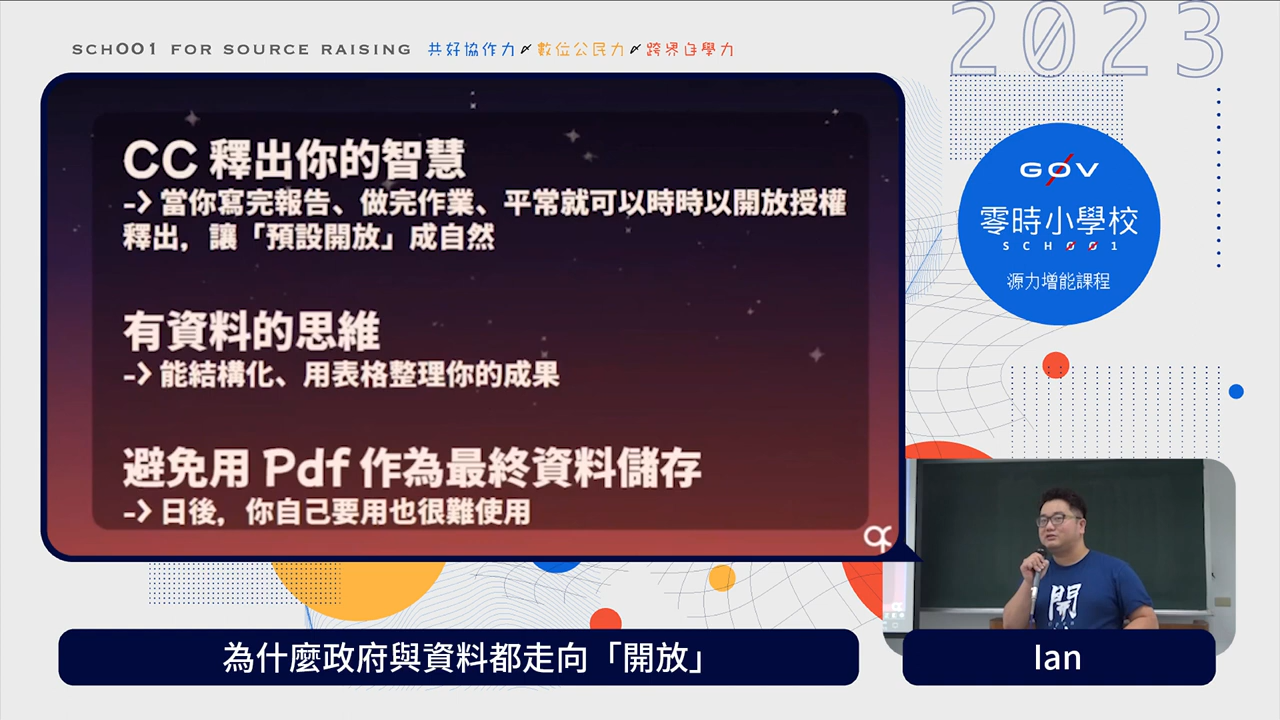 SCH001 FOR SOURCE RAISING 共好協作力 數位公民力 跨界自學力
2023
CC 釋出你的智慧
-> 當你寫完報告、做完作業、平常就可以時時以開放授權
釋出，讓「預設開放」成自然
有資料的思維
-> 能結構化、用表格整理你的成果
避免用 Pdf 作為最終資料儲存
-> 日後，你自己要用也很難使用
G0V
零時小學校
SCH001
源力增能課程
開
為什麼政府與資料都走向「開放」
Ian